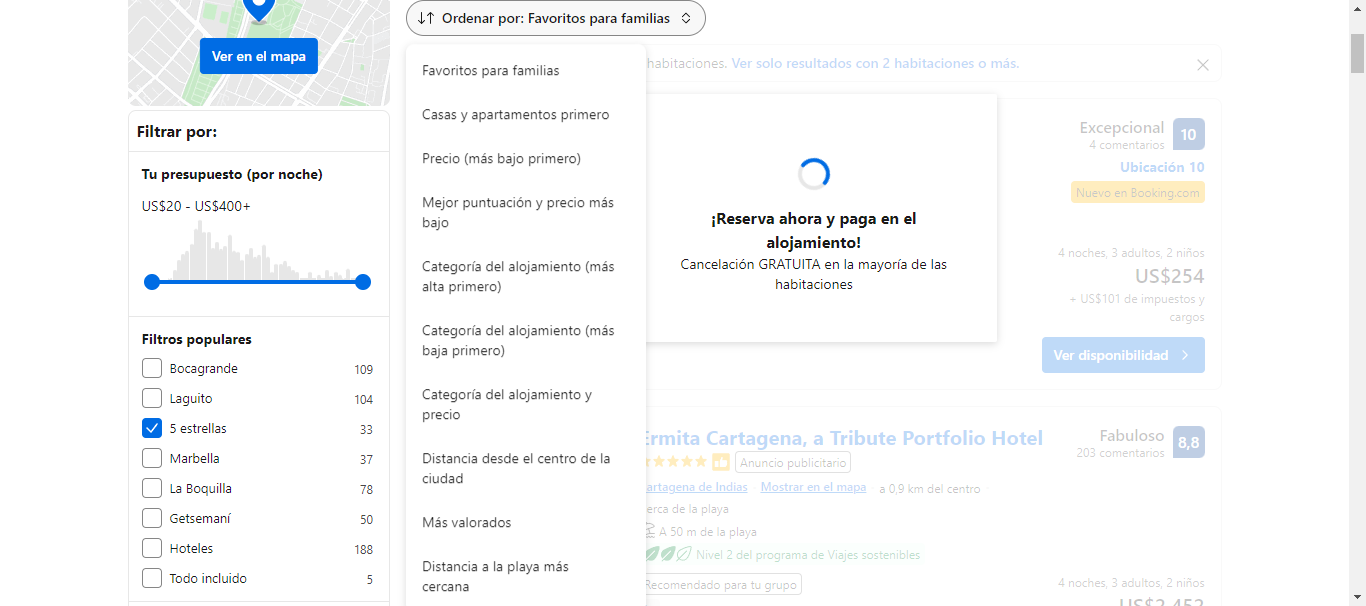 Ordenar por: Favoritos para familias
Ver en el mapa
Filtrar por:
Tu presupuesto (por noche)
US$20 - US$400+
Filtros populares
Bocagrande 109
Laguito 104
5 estrellas 33
Marbella 37
La Boquilla 78
Getsemaní 50
Hoteles 188
Todo incluido 5
Favoritos para familias
Casas y apartamentos primero
Precio (más bajo primero)
Mejor puntuación y precio más
bajo
Categoría del alojamiento (más
alta primero)
Categoría del alojamiento (más
baja primero)
Categoría del alojamiento y
precio
Distancia desde el centro de la
ciudad
Más valorados
Distancia a la playa más
cercana
habitaciones. Ver solo resultados con 2 habitaciones o más.
¡Reserva ahora y paga en el
alojamiento!
Cancelación GRATUITA en la mayoría de las
habitaciones
Excepcional 10
4 comentarios
Ubicación 10
Nuevo en Booking.com
4 noches, 3 adultos, 2 niños
US$254
+ US$101 de impuestos y
cargos
Ver disponibilidad
Ermita Cartagena, a Tribute Portfolio Hotel
Anuncio publicitario
artagena de Indias Mostrar en el mapa a 0,9 km del centro
erca de la playa
A 50 m de la playa
Nivel 2 del programa de Viajes sostenibles
Recomendado para tu grupo
Fabuloso 8,8
203 comentarios
4 noches, 3 adultos, 2 niños
US$2.452